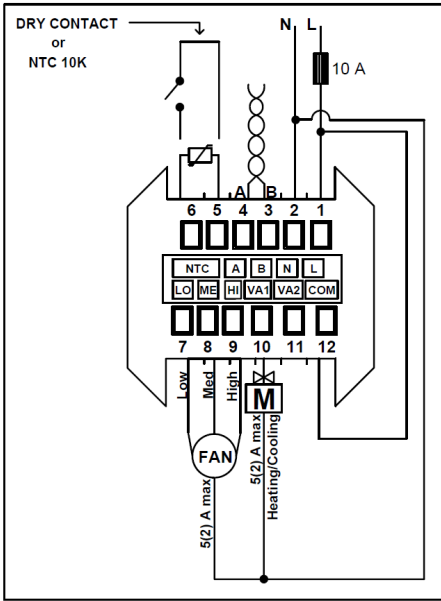 DRY CONTACT
or
NTC 10K
N L
10 A
A B
6 5 4 3 2 1
NTC A B N L
LO ME HI VA1 VA2 COM
7 8 9 10 11 12
Low
Med
High
M
FAN
5(2) A max
5(2) A max
Heating/Cooling